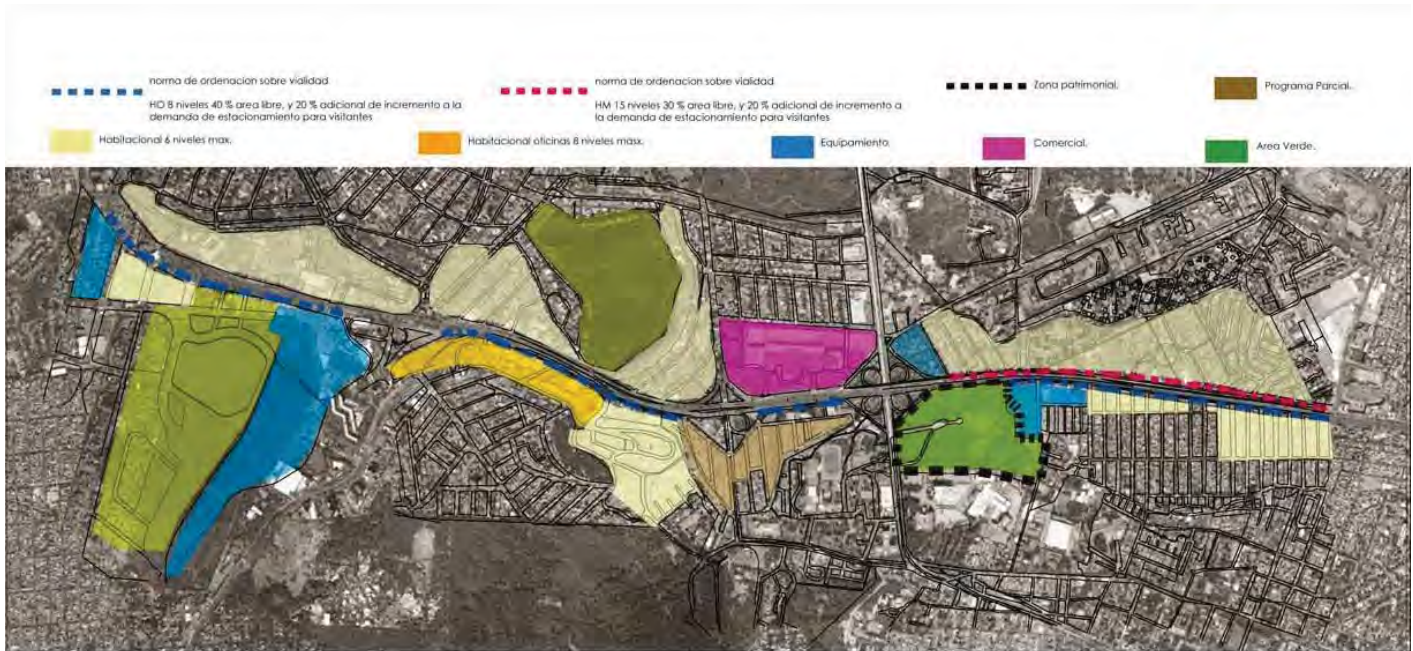 norma de ordenacion sobre vialidad
HO 8 niveles 40 % area libre, y 20 % adicional de incremento a la
demanda de estacionamiento para visitantes
norma de ordenacion sobre vialidad
HM 15 niveles 30 % area libre, y 20 % adicional de incremento a
la demanda de estacionamiento para visitantes
Zona patrimonial.
Programa Parcial.
Habitacional 6 niveles max.
Habitacional oficinas 8 niveles masx.
Equipamiento
Comercial.
Area Verde.